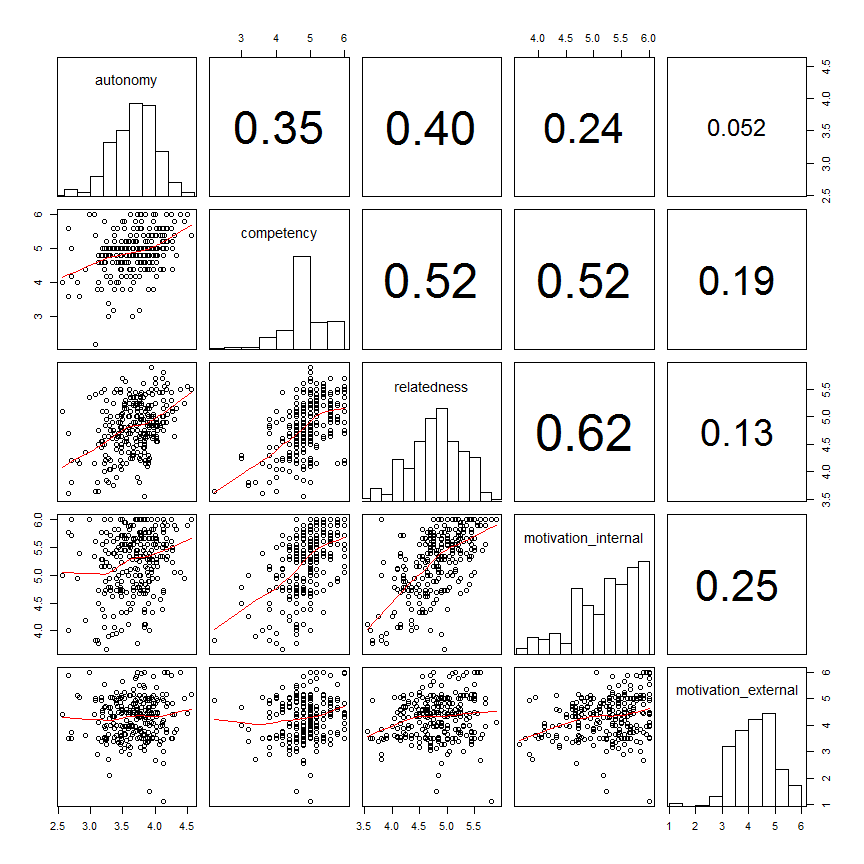 3 4 5 6 4.0 4.5 5.0 5.5 6.0
autonomy 0.35 0.40 0.24 0.052 2.5 3.0 3.5 4.0 4.5
3 4 5 6 competency 0.52 0.52 0.19
relatedness 0.62 0.13 3.5 4.0 4.5 5.0 5.5
4.0 4.5 5.0 5.5 6.0 motivation_internal 0.25
motivation_external 1 2 3 4 5 6
2.5 3.0 3.5 4.0 4.5 3.5 4.0 4.5 5.0 5.5 1 2 3 4 5 6